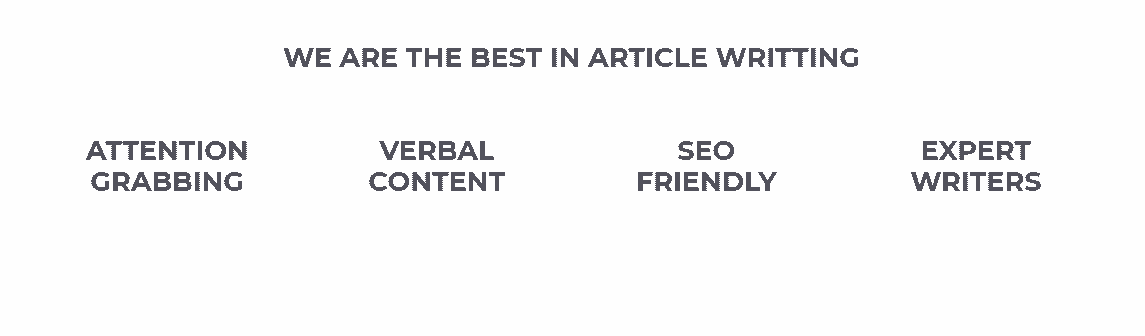 WE ARE THE BEST IN ARTICLE WRITTING
ATTENTION
GRABBING
VERBAL
CONTENT
SEO
FRIENDLY
EXPERT
WRITERS